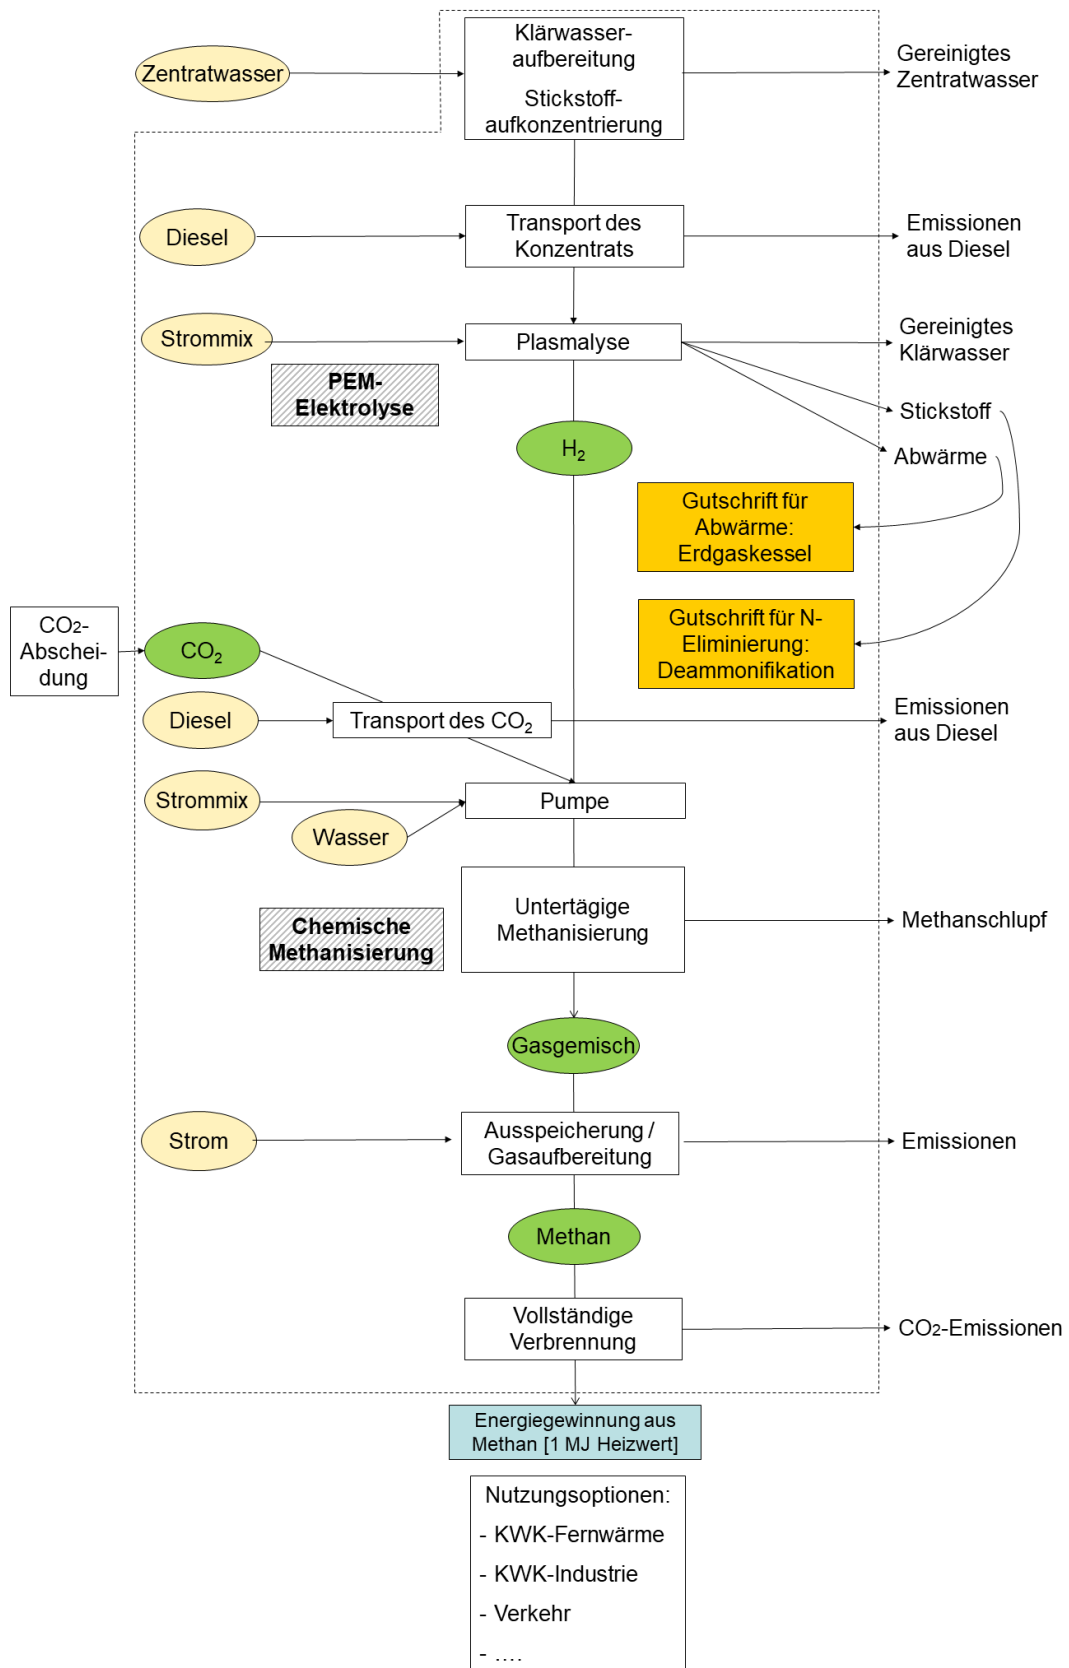 Klärwasser-
aufbereitung
Stickstoff-
aufkonzentrierung
Zentratwasser
Gereinigtes
Zentratwasser
Diesel
Transport des
Konzentrats
Emissionen
aus Diesel
Strommix
Plasmalyse
Gereinigtes
Klärwasser
PEM-
Elektrolyse
Stickstoff
H₂
Abwärme
Gutschrift für
Abwärme:
Erdgaskessel
CO₂-
Abschei-
dung
CO₂
Gutschrift für N-
Eliminierung:
Deammonifikation
Diesel
Transport des CO₂
Emissionen
aus Diesel
Strommix
Pumpe
Wasser
Untertägige
Methanisierung
Methanschlupf
Chemische
Methanisierung
Gasgemisch
Strom
Ausspeicherung /
Gasaufbereitung
Emissionen
Methan
Vollständige
Verbrennung
CO₂-Emissionen
Energiegewinnung aus
Methan [1 MJ Heizwert]
Nutzungsoptionen:
- KWK-Fernwärme
- KWK-Industrie
- Verkehr
- ....